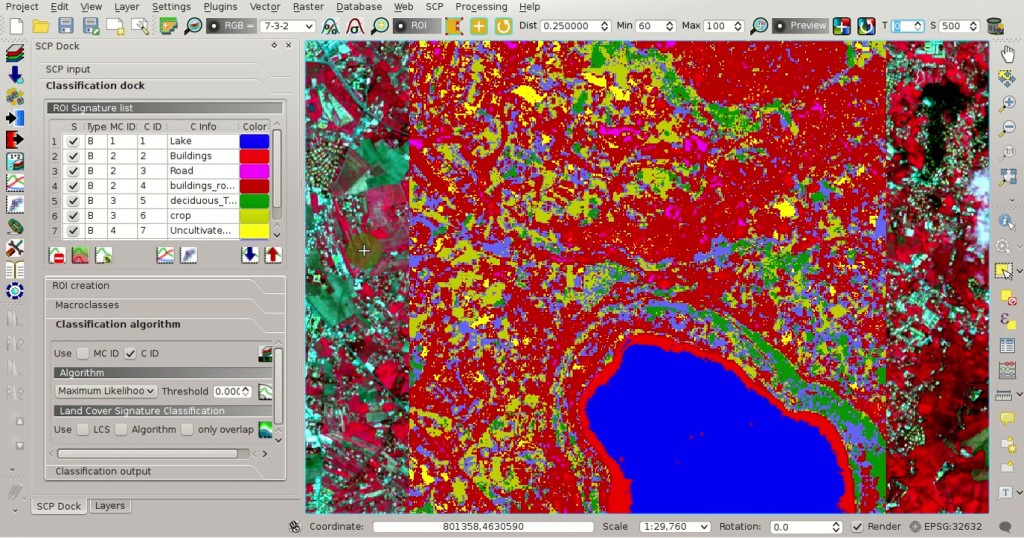 Project Edit View Layer Settings Plugins Vector Raster Database Web SCP Processing Help
RGB = 7-3-2 ROI Dist 0.250000 Min 60 Max 100 Preview T 0 S 500
SCP Dock
SCP input
Classification dock
ROI Signature list
S Type MC ID C ID C Info Color
1 B 1 1 Lake
2 B 2 2 Buildings
3 B 2 3 Road
4 B 2 4 buildings_ro...
5 B 3 5 deciduous_T...
6 B 3 6 crop
7 B 4 7 Uncultivate...
ROI creation
Macroclasses
Classification algorithm
Use MC ID C ID
Algorithm
Maximum Likelihoo Threshold 0.000
Land Cover Signature Classification
Use LCS Algorithm only overlap
Classification output
SCP Dock Layers
Coordinate: 801358,4630590 Scale 1:29,760 Rotation: 0.0 Render EPSG:32632